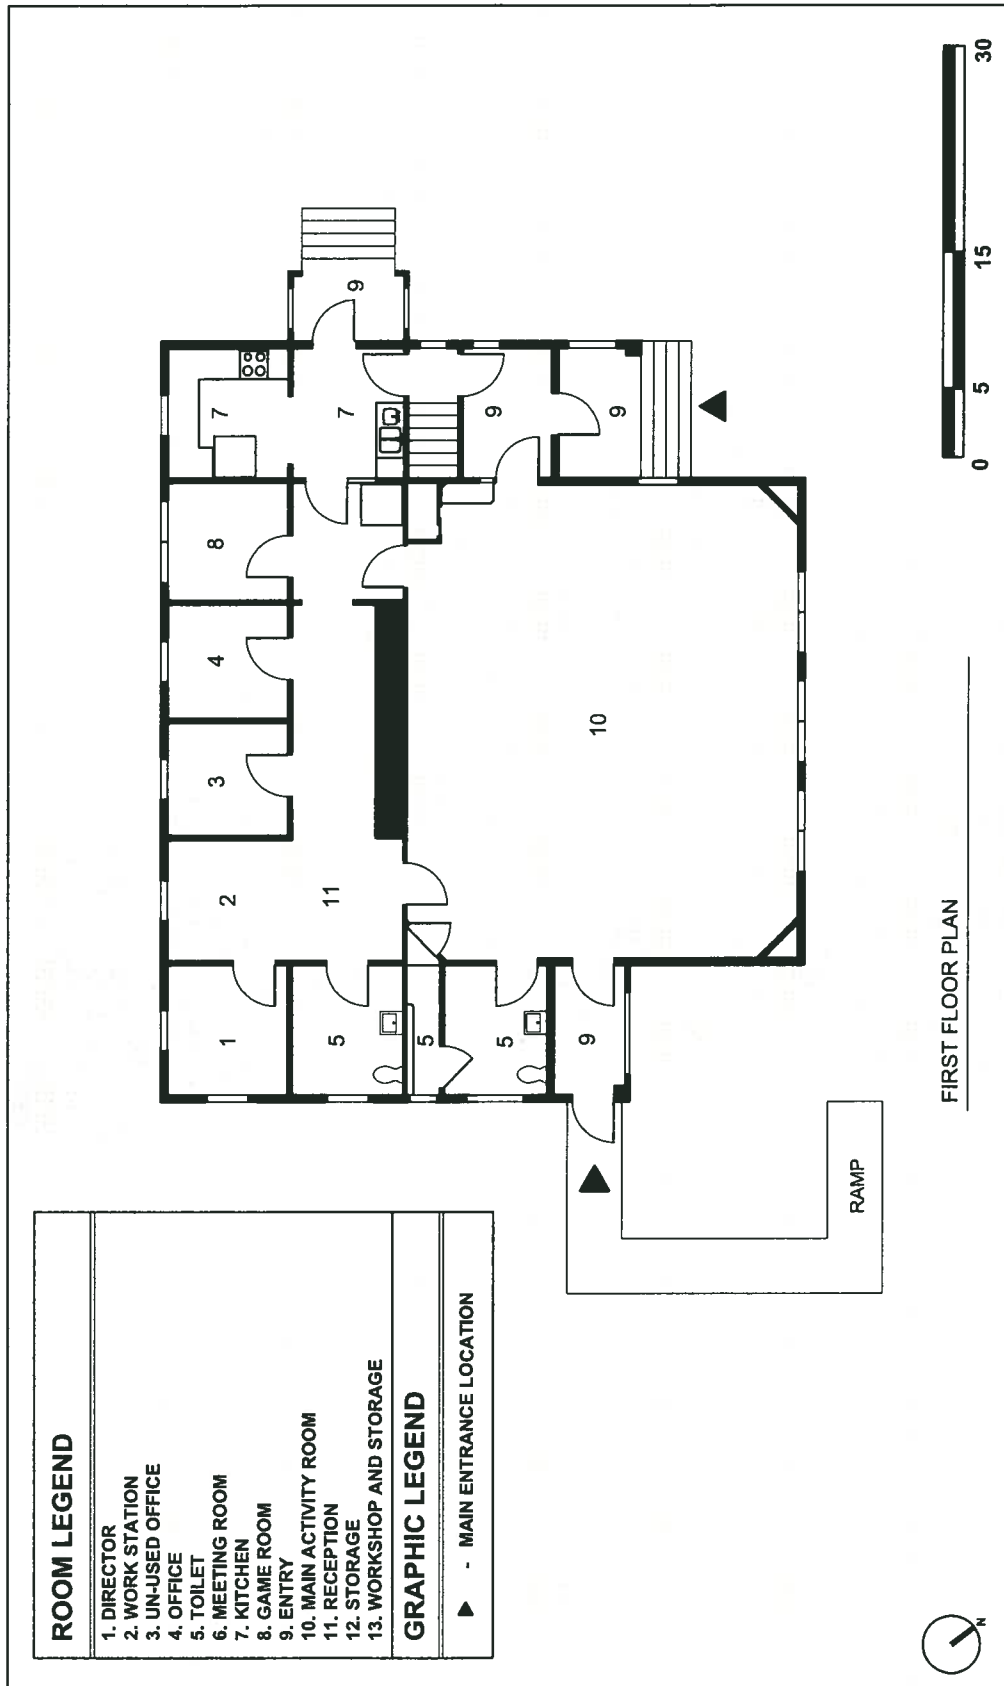 ROOM LEGEND
1. DIRECTOR
2. WORK STATION
3. UN-USED OFFICE
4. OFFICE
5. TOILET
6. MEETING ROOM
7. KITCHEN
8. GAME ROOM
9. ENTRY
10. MAIN ACTIVITY ROOM
11. RECEPTION
12. STORAGE
13. WORKSHOP AND STORAGE
GRAPHIC LEGEND
▶ - MAIN ENTRANCE LOCATION
1
2
3
4
8
7
5
11
7
9
5
5
9
9
9
10
RAMP
N
FIRST FLOOR PLAN
0
5
15
30